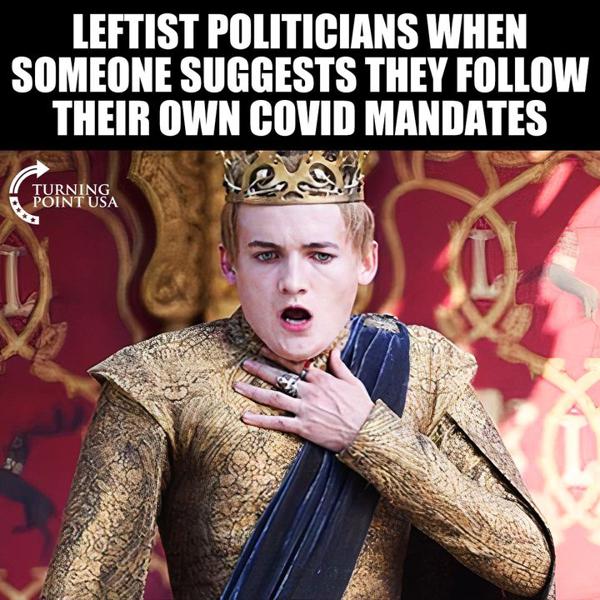 LEFTIST POLITICIANS WHEN
SOMEONE SUGGESTS THEY FOLLOW
THEIR OWN COVID MANDATES
TURNING
POINT USA